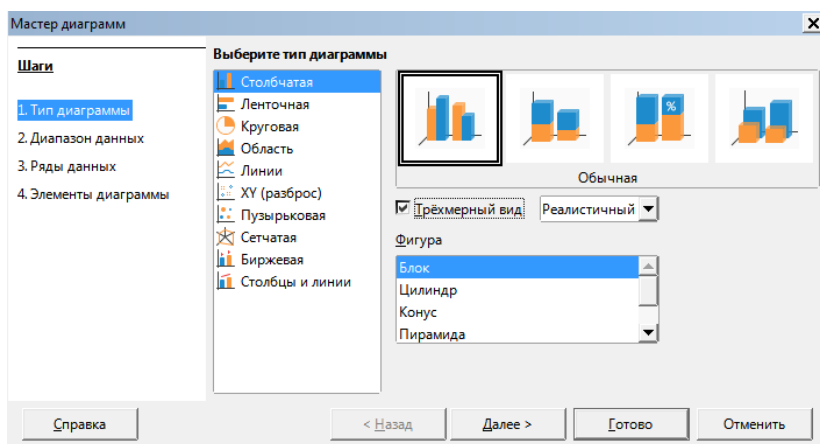 Мастер диаграмм
Шаги
1. Тип диаграммы
2. Диапазон данных
3. Ряды данных
4. Элементы диаграммы
Выберите тип диаграммы
Столбчатая
Ленточная
Круговая
Область
Линии
XY (разброс)
Пузырьковая
Сетчатая
Биржевая
Столбцы и линии
%
Обычная
Трёхмерный вид Реалистичный
Фигура
Блок
Цилиндр
Конус
Пирамида
Справка < Назад Далее > Готово Отменить